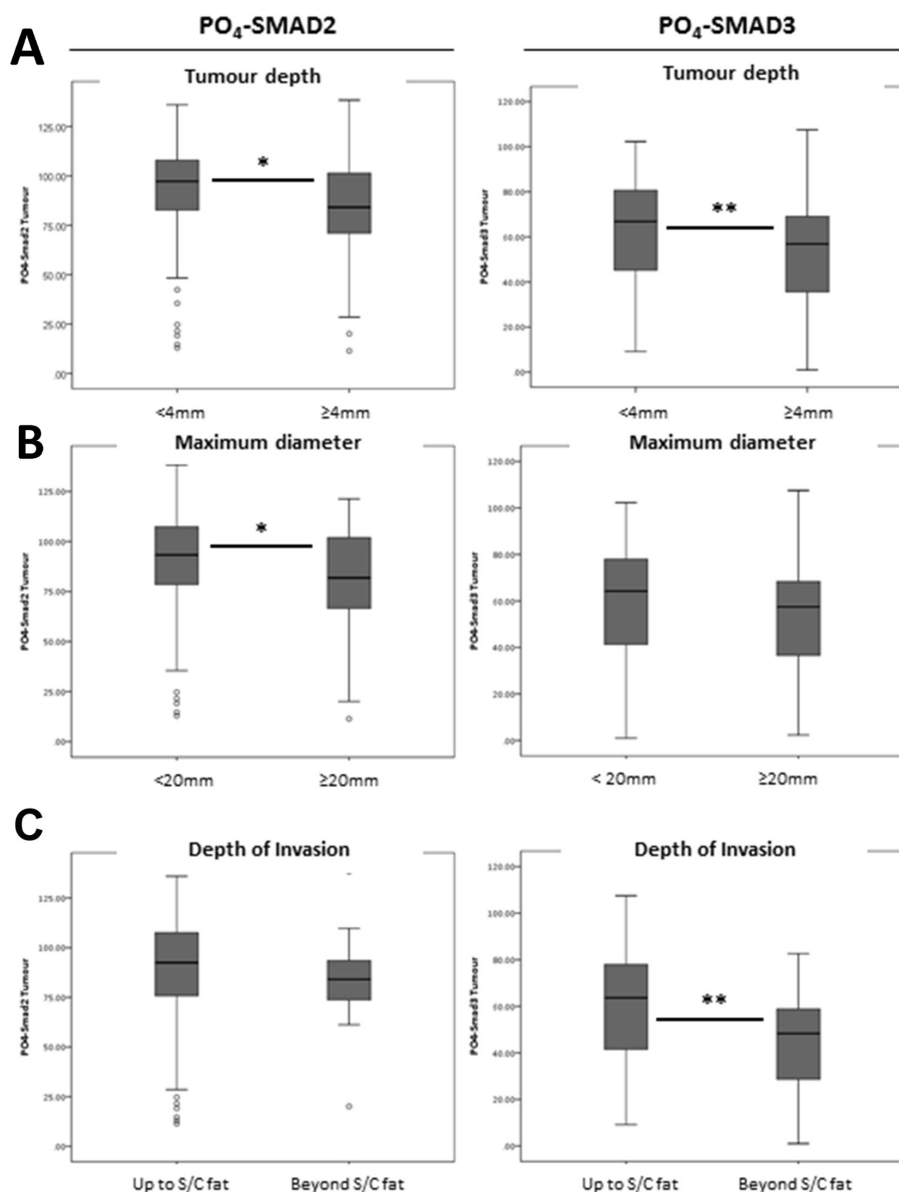 PO4-SMAD2
PO4-SMAD3
A
Tumour depth
Tumour depth
PO4-Smad2 Tumour
125.00
100.00
75.00
50.00
25.00
.00
*
<4mm
≥4mm
PO4-Smad3 Tumour
120.00
100.00
80.00
60.00
40.00
20.00
.00
**
<4mm
≥4mm
B
Maximum diameter
Maximum diameter
PO4-Smad2 Tumour
125.00
100.00
75.00
50.00
25.00
.00
*
<20mm
≥20mm
PO4-Smad3 Tumour
120.00
100.00
80.00
60.00
40.00
20.00
.00
< 20mm
≥20mm
C
Depth of Invasion
Depth of Invasion
PO4-Smad2 Tumour
125.00
100.00
75.00
50.00
25.00
.00
Up to S/C fat
Beyond S/C fat
PO4-Smad3 Tumour
120.00
100.00
80.00
60.00
40.00
20.00
.00
**
Up to S/C fat
Beyond S/C fat